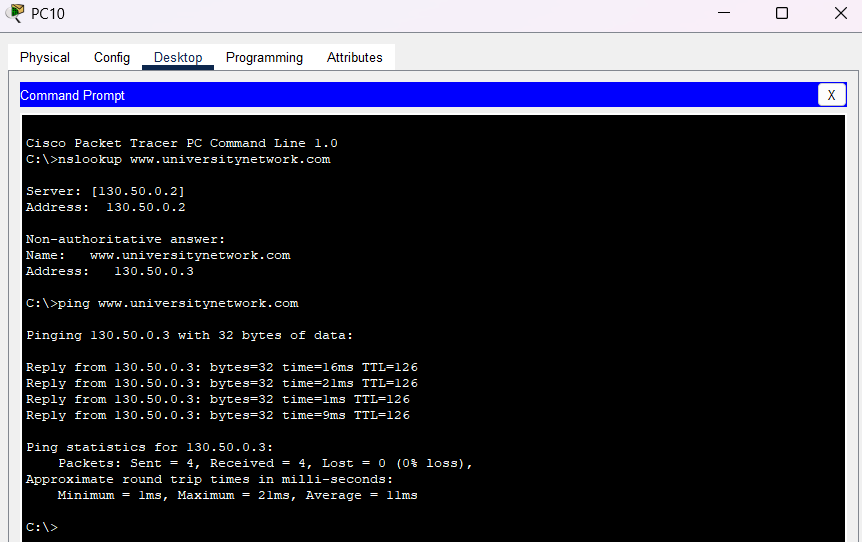 PC10
Physical Config Desktop Programming Attributes
Command Prompt
X
Cisco Packet Tracer PC Command Line 1.0
C:\>nslookup www.universitynetwork.com
Server: [130.50.0.2]
Address:  130.50.0.2
Non-authoritative answer:
Name:   www.universitynetwork.com
Address:   130.50.0.3
C:\>ping www.universitynetwork.com
Pinging 130.50.0.3 with 32 bytes of data:
Reply from 130.50.0.3: bytes=32 time=16ms TTL=126
Reply from 130.50.0.3: bytes=32 time=21ms TTL=126
Reply from 130.50.0.3: bytes=32 time=1ms TTL=126
Reply from 130.50.0.3: bytes=32 time=9ms TTL=126
Ping statistics for 130.50.0.3:
    Packets: Sent = 4, Received = 4, Lost = 0 (0% loss),
Approximate round trip times in milli-seconds:
    Minimum = 1ms, Maximum = 21ms, Average = 11ms
C:\>